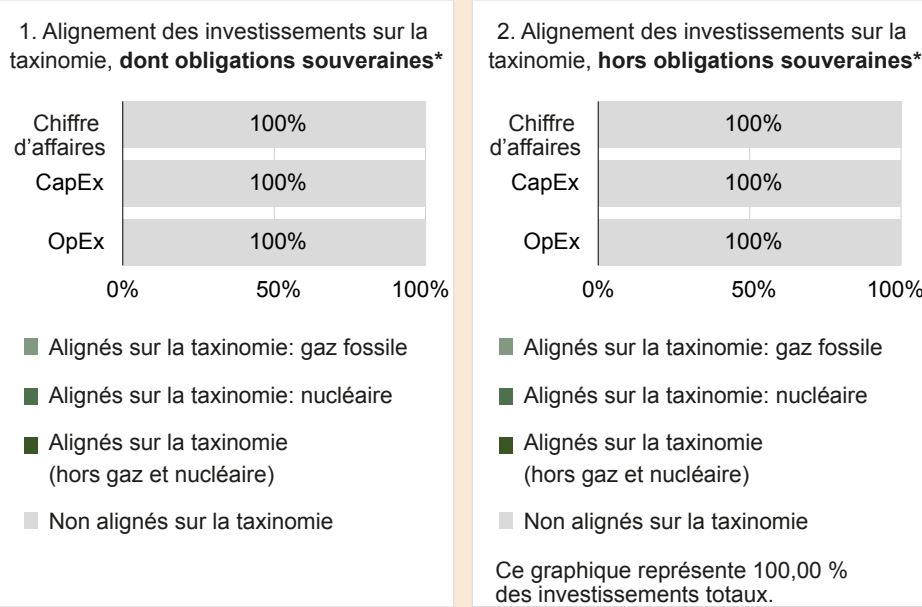 1. Alignement des investissements sur la
taxinomie, dont obligations souveraines*
Chiffre
d'affaires
100%
CapEx
100%
OpEx
100%
0%
50%
100%
Alignés sur la taxinomie: gaz fossile
Alignés sur la taxinomie: nucléaire
Alignés sur la taxinomie
(hors gaz et nucléaire)
Non alignés sur la taxinomie
2. Alignement des investissements sur la
taxinomie, hors obligations souveraines*
Chiffre
d'affaires
100%
CapEx
100%
OpEx
100%
0%
50%
100%
Alignés sur la taxinomie: gaz fossile
Alignés sur la taxinomie: nucléaire
Alignés sur la taxinomie
(hors gaz et nucléaire)
Non alignés sur la taxinomie
Ce graphique représente 100,00 %
des investissements totaux.